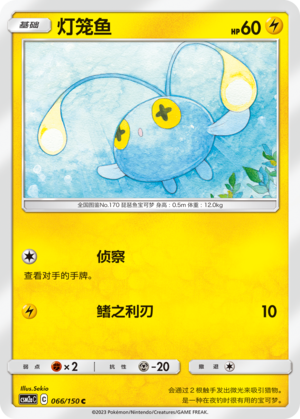 基础 灯笼鱼 HP60
全国图鉴No.170 琵琶鱼宝可梦 身高：0.5m 体重：12.0kg
侦察
查看对手的手牌。
鳍之利刃 10
弱点 ×2 抗性 -20 撤退
Illus.Sekio
会通过2根触手发出微光来吸引猎物。
是一种在夜钓时很有用的宝可梦。
066/150 C
©2023 Pokémon/Nintendo/Creatures/GAME FREAK.